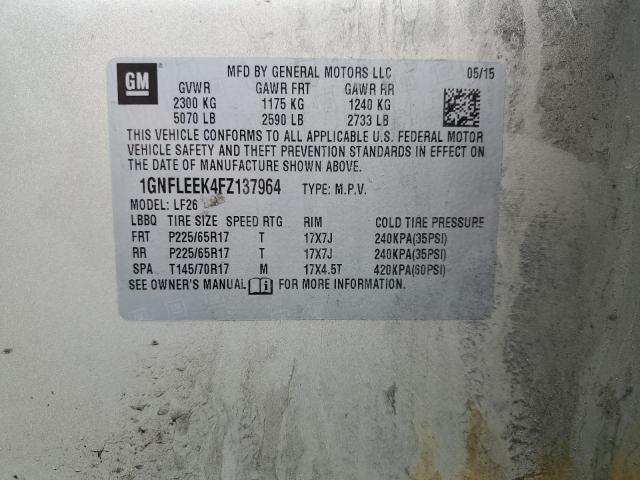 GM
MFD BY GENERAL MOTORS LLC 05/15
GVWR GAWR FRT GAWR RR
2300 KG 1175 KG 1240 KG
5070 LB 2590 LB 2733 LB
THIS VEHICLE CONFORMS TO ALL APPLICABLE U.S. FEDERAL MOTOR
VEHICLE SAFETY AND THEFT PREVENTION STANDARDS IN EFFECT ON
THE DATE OF MANUFACTURE SHOWN ABOVE.
1GNFLEEK4FZ137964 TYPE: M.P.V.
MODEL: LF26
LBBQ TIRE SIZE SPEED RTG RIM COLD TIRE PRESSURE
FRT P225/65R17 T 17X7J 240KPA(35PSI)
RR P225/65R17 T 17X7J 240KPA(35PSI)
SPA T145/70R17 M 17X4.5T 420KPA(60PSI)
SEE OWNER'S MANUAL i FOR MORE INFORMATION.